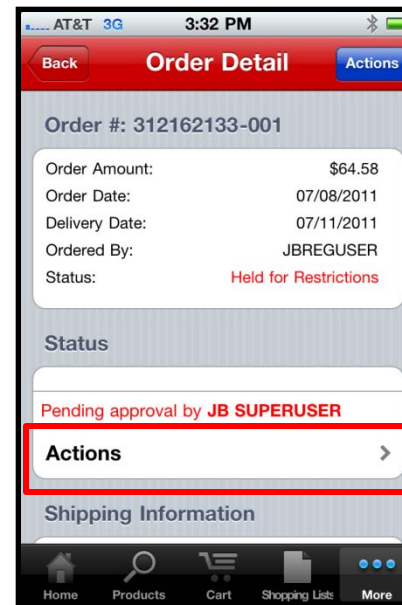 AT&T 3G 3:32 PM
Back Order Detail Actions
Order #: 312162133-001
Order Amount: $64.58
Order Date: 07/08/2011
Delivery Date: 07/11/2011
Ordered By: JBREGUSER
Status: Held for Restrictions
Status
Pending approval by JB SUPERUSER
Actions
Shipping Information
Home Products Cart Shopping Lists More